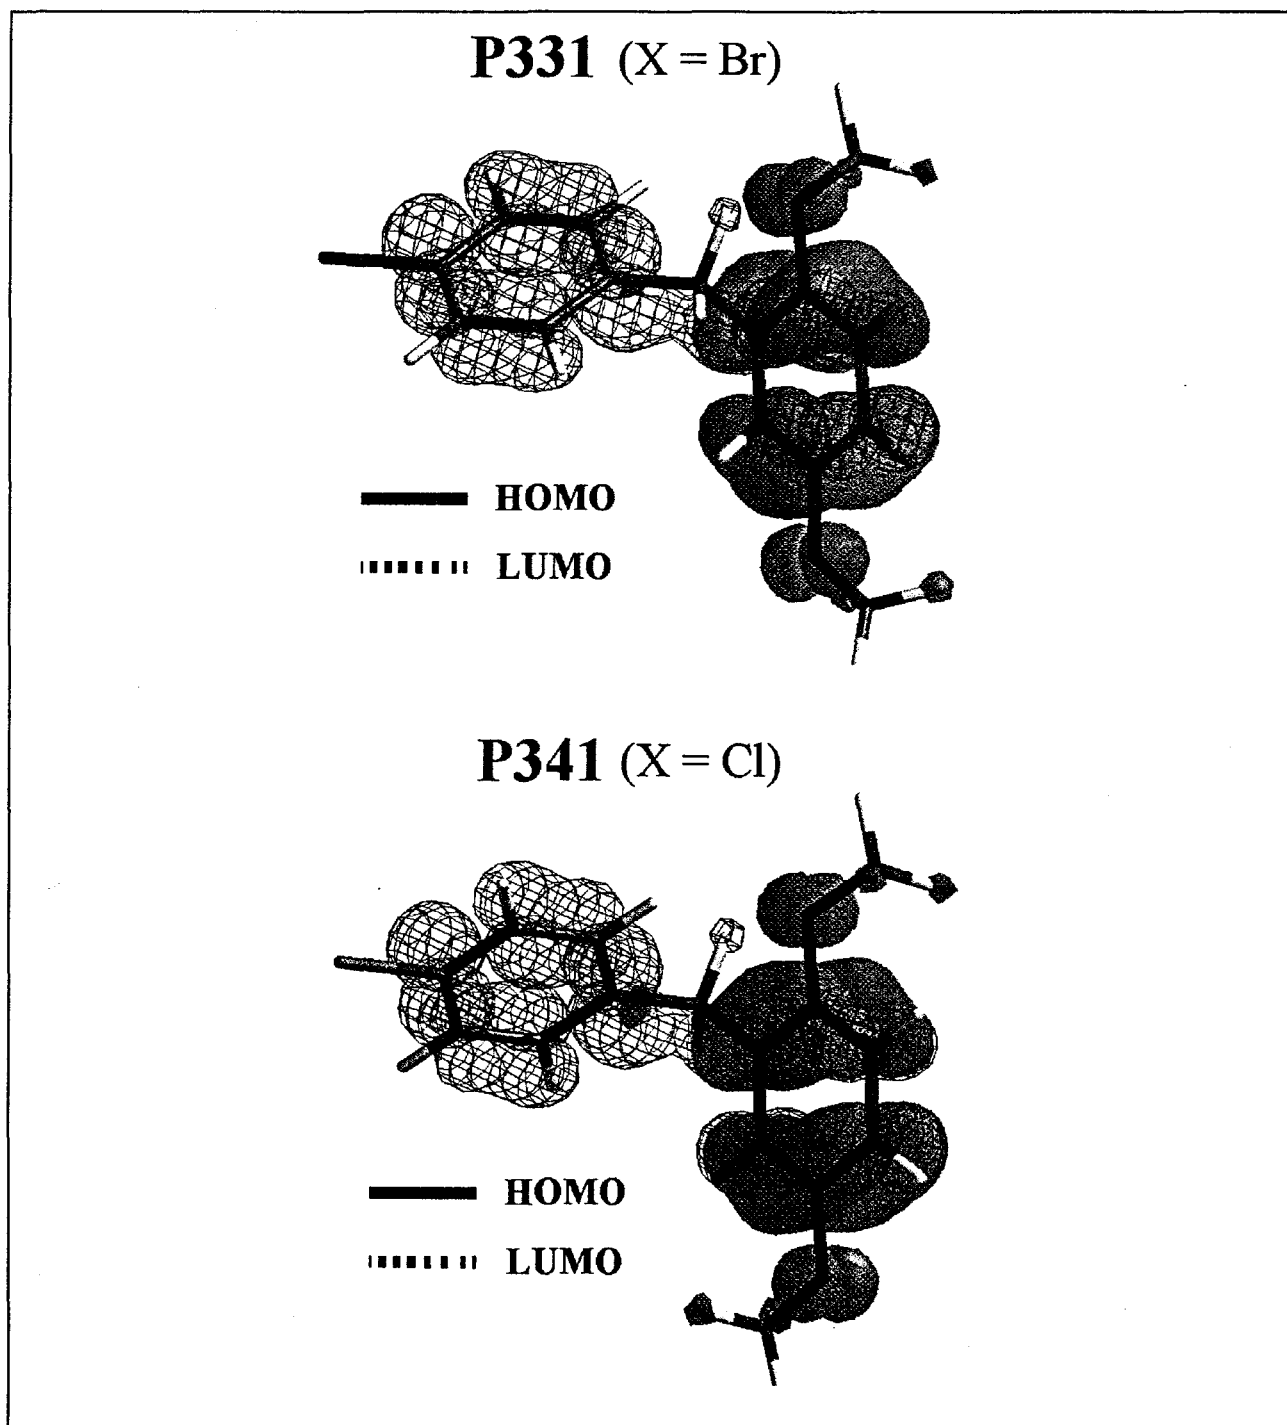 P331 (X = Br)
HOMO
LUMO
P341 (X = Cl)
HOMO
LUMO